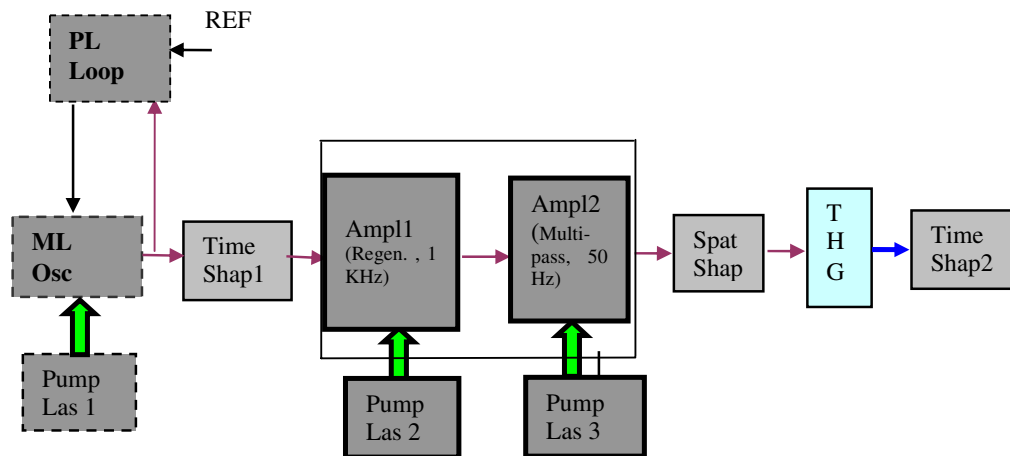 REF
PL
Loop
ML
Osc
Time
Shap1
Ampl1
(Regen. , 1
KHz)
Ampl2
(Multi-
pass, 50
Hz)
Spat
Shap
T
H
G
Time
Shap2
Pump
Las 1
Pump
Las 2
Pump
Las 3